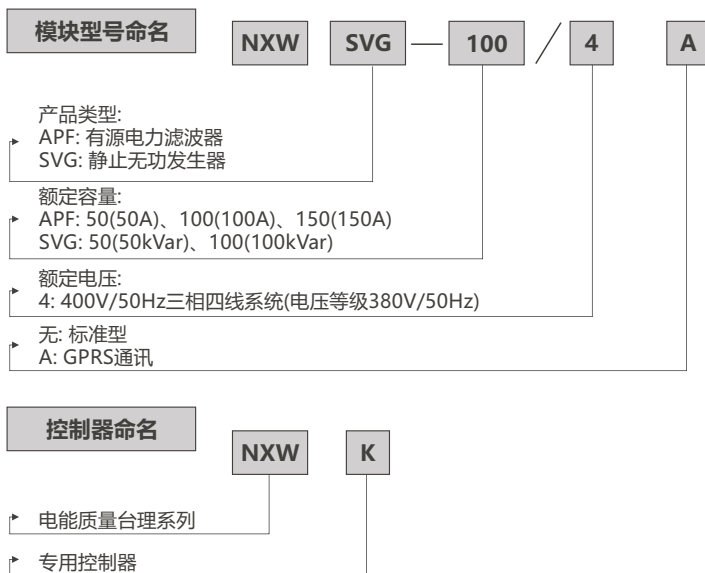 模块型号命名
NXW SVG — 100 / 4 A
产品类型:
APF: 有源电力滤波器
SVG: 静止无功发生器
额定容量:
APF: 50(50A)、100(100A)、150(150A)
SVG: 50(50kVar)、100(100kVar)
额定电压:
4: 400V/50Hz三相四线系统(电压等级380V/50Hz)
无: 标准型
A: GPRS通讯
控制器命名
NXW K
电能质量台理系列
专用控制器